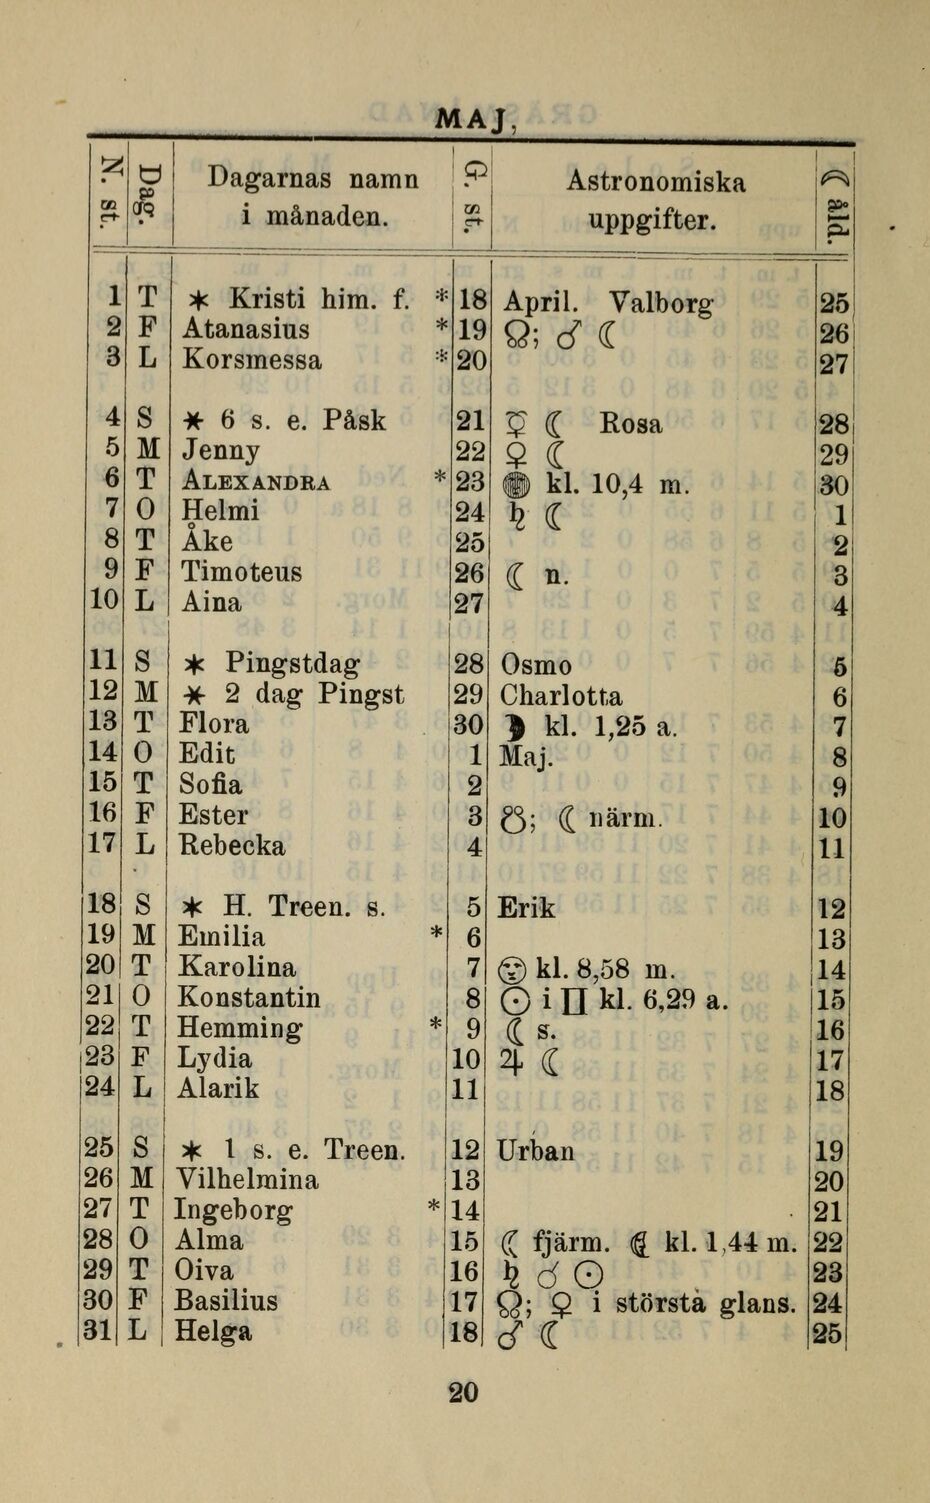 MAJ,
N. st. Dag. Dagarnas namn i månaden. G. st. Astronomiska uppgifter. ☾ ålď.
1 T * Kristi him. f. * 18 April. Valborg 25
2 F Atanasius * 19 ☊; ♂ ☾ 26
3 L Korsmessa * 20 27
4 S * 6 s. e. Påsk 21 ☿ ☾ Rosa 28
5 M Jenny 22 ♀ ☾ 29
6 T ALEXANDRA * 23 kl. 10,4 m. 30
7 O Helmi 24 ♄ ☾ 1
8 T Åke 25 2
9 F Timoteus 26 ☾ n. 3
10 L Aina 27 4
11 S * Pingstdag 28 Osmo 5
12 M * 2 dag Pingst 29 Charlotta 6
13 T Flora 30 ☽ kl. 1,25 a. 7
14 O Edit 1 Maj. 8
15 T Sofia 2 9
16 F Ester 3 ☋; ☾ närm. 10
17 L Rebecka 4 11
18 S * H. Treen. s. 5 Erik 12
19 M Emilia * 6 13
20 T Karolina 7 kl. 8,58 m. 14
21 O Konstantin 8 ☉ i ♊ kl. 6,29 a. 15
22 T Hemming * 9 ☾ s. 16
23 F Lydia 10 ♃ ☾ 17
24 L Alarik 11 18
25 S * 1 s. e. Treen. 12 Urban 19
26 M Vilhelmina 13 20
27 T Ingeborg * 14 21
28 O Alma 15 ☾ fjärm. ☾ kl. 1,44 m. 22
29 T Oiva 16 ♄ ☌ ☉ 23
30 F Basilius 17 ☊; ♀ i största glans. 24
31 L Helga 18 ♂ ☾ 25
20